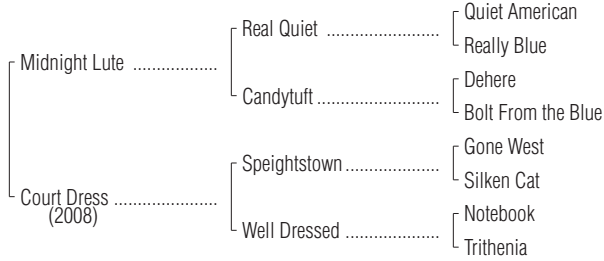 Quiet American
Real Quiet ..................
Really Blue
Midnight Lute .................
Dehere
Candytuft ....................
Bolt From the Blue
Gone West
Speightstown ................
Silken Cat
Court Dress .....................
(2008)
Notebook
Well Dressed ................
Trithenia